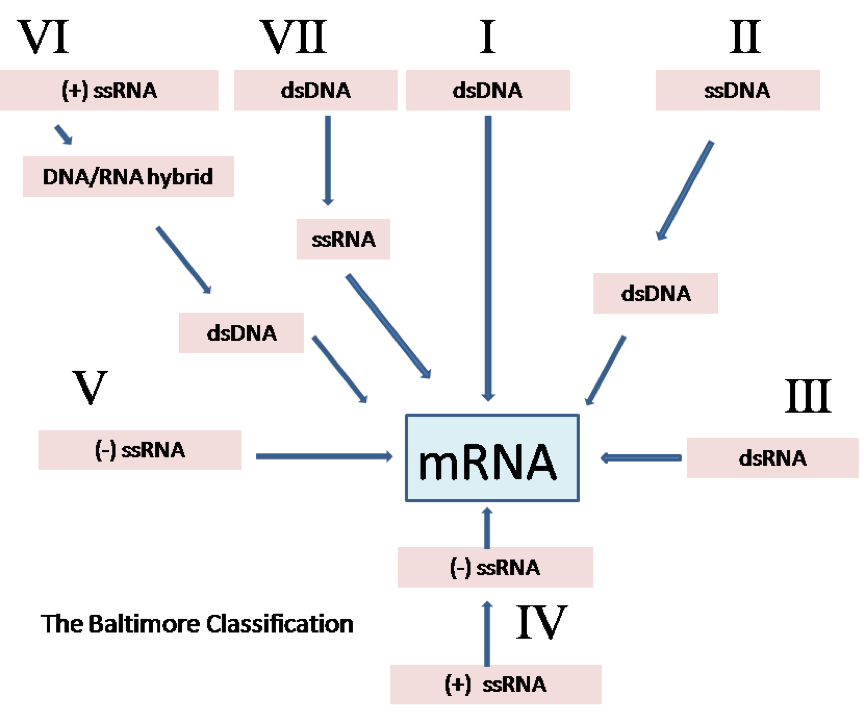 VI
VII
I
II
(+) ssRNA
dsDNA
dsDNA
ssDNA
DNA/RNA hybrid
ssRNA
dsDNA
dsDNA
V
III
(-) ssRNA
mRNA
dsRNA
(-) ssRNA
The Baltimore Classification
IV
(+) ssRNA